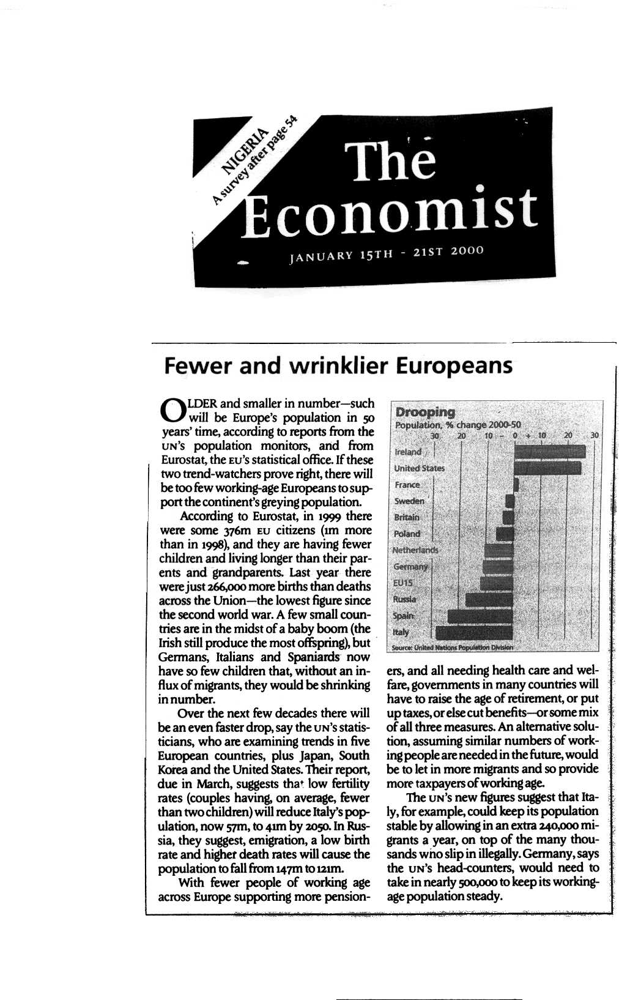 NIGERIA
A survey after page 54
The
Economist
JANUARY 15TH - 21ST 2000
Fewer and wrinklier Europeans
OLDER and smaller in number—such
will be Europe's population in 50
years' time, according to reports from the
UN's population monitors, and from
Eurostat, the EU's statistical office. If these
two trend-watchers prove right, there will
be too few working-age Europeans to sup-
port the continent's greying population.
According to Eurostat, in 1999 there
were some 376m EU citizens (1m more
than in 1998), and they are having fewer
children and living longer than their par-
ents and grandparents. Last year there
were just 266,000 more births than deaths
across the Union—the lowest figure since
the second world war. A few small coun-
tries are in the midst of a baby boom (the
Irish still produce the most offspring), but
Germans, Italians and Spaniards now
have so few children that, without an in-
flux of migrants, they would be shrinking
in number.
Over the next few decades there will
be an even faster drop, say the UN's statis-
ticians, who are examining trends in five
European countries, plus Japan, South
Korea and the United States. Their report,
due in March, suggests that low fertility
rates (couples having, on average, fewer
than two children) will reduce Italy's pop-
ulation, now 57m, to 41m by 2050. In Rus-
sia, they suggest, emigration, a low birth
rate and higher death rates will cause the
population to fall from 147m to 121m.
With fewer people of working age
across Europe supporting more pension-
Drooping
Population, % change 2000-50
30 20 10 – 0 + 10 20 30
Ireland
United States
France
Sweden
Britain
Poland
Netherlands
Germany
EU15
Russia
Spain
Italy
Source: United Nations Population Division
ers, and all needing health care and wel-
fare, governments in many countries will
have to raise the age of retirement, or put
up taxes, or else cut benefits—or some mix
of all three measures. An alternative solu-
tion, assuming similar numbers of work-
ing people are needed in the future, would
be to let in more migrants and so provide
more taxpayers of working age.
The UN's new figures suggest that Ita-
ly, for example, could keep its population
stable by allowing in an extra 240,000 mi-
grants a year, on top of the many thou-
sands who slip in illegally. Germany, says
the UN's head-counters, would need to
take in nearly 500,000 to keep its working-
age population steady.